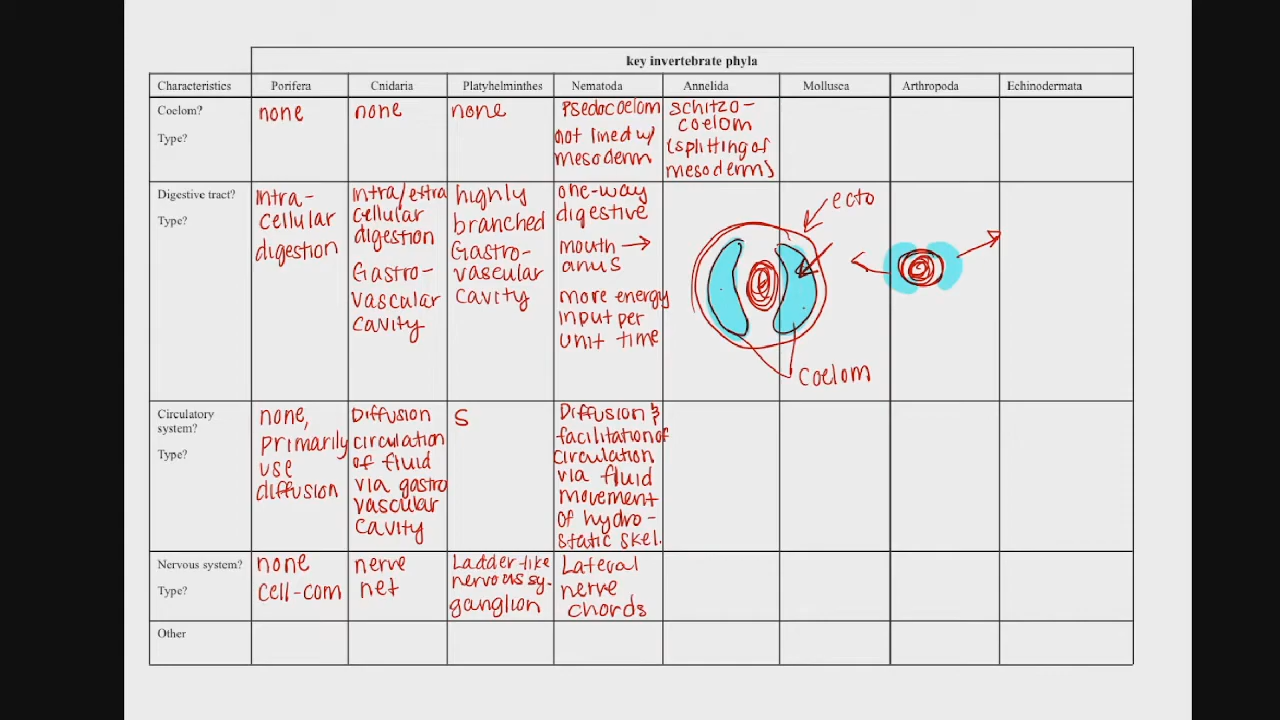 key invertebrate phyla
Characteristics Porifera Cnidaria Platyhelminthes Nematoda Annelida Mollusca Arthropoda Echinodermata
Coelom?
Type?
none
none
none
Psedocoelom
not lined w/
mesoderm
schitzo-
coelom
(splitting of
mesoderm)
Digestive tract?
Type?
Intra-
cellular
digestion
Intra/extra
cellular
digestion
Gastro-
vascular
cavity
highly
branched
Gastro-
vascular
cavity
one-way
digestive
mouth →
anus
more energy
input per
unit time
ecto
coelom
Circulatory
system?
Type?
none,
primarily
use
diffusion
Diffusion
circulation
of fluid
via gastro
vascular
cavity
S
Diffusion &
facilitation of
circulation
via fluid
movement
of hydro-
static skel.
Nervous system?
Type?
none
cell-com
nerve
net
Ladder-like
nervous sy.
ganglion
Lateral
nerve
chords
Other